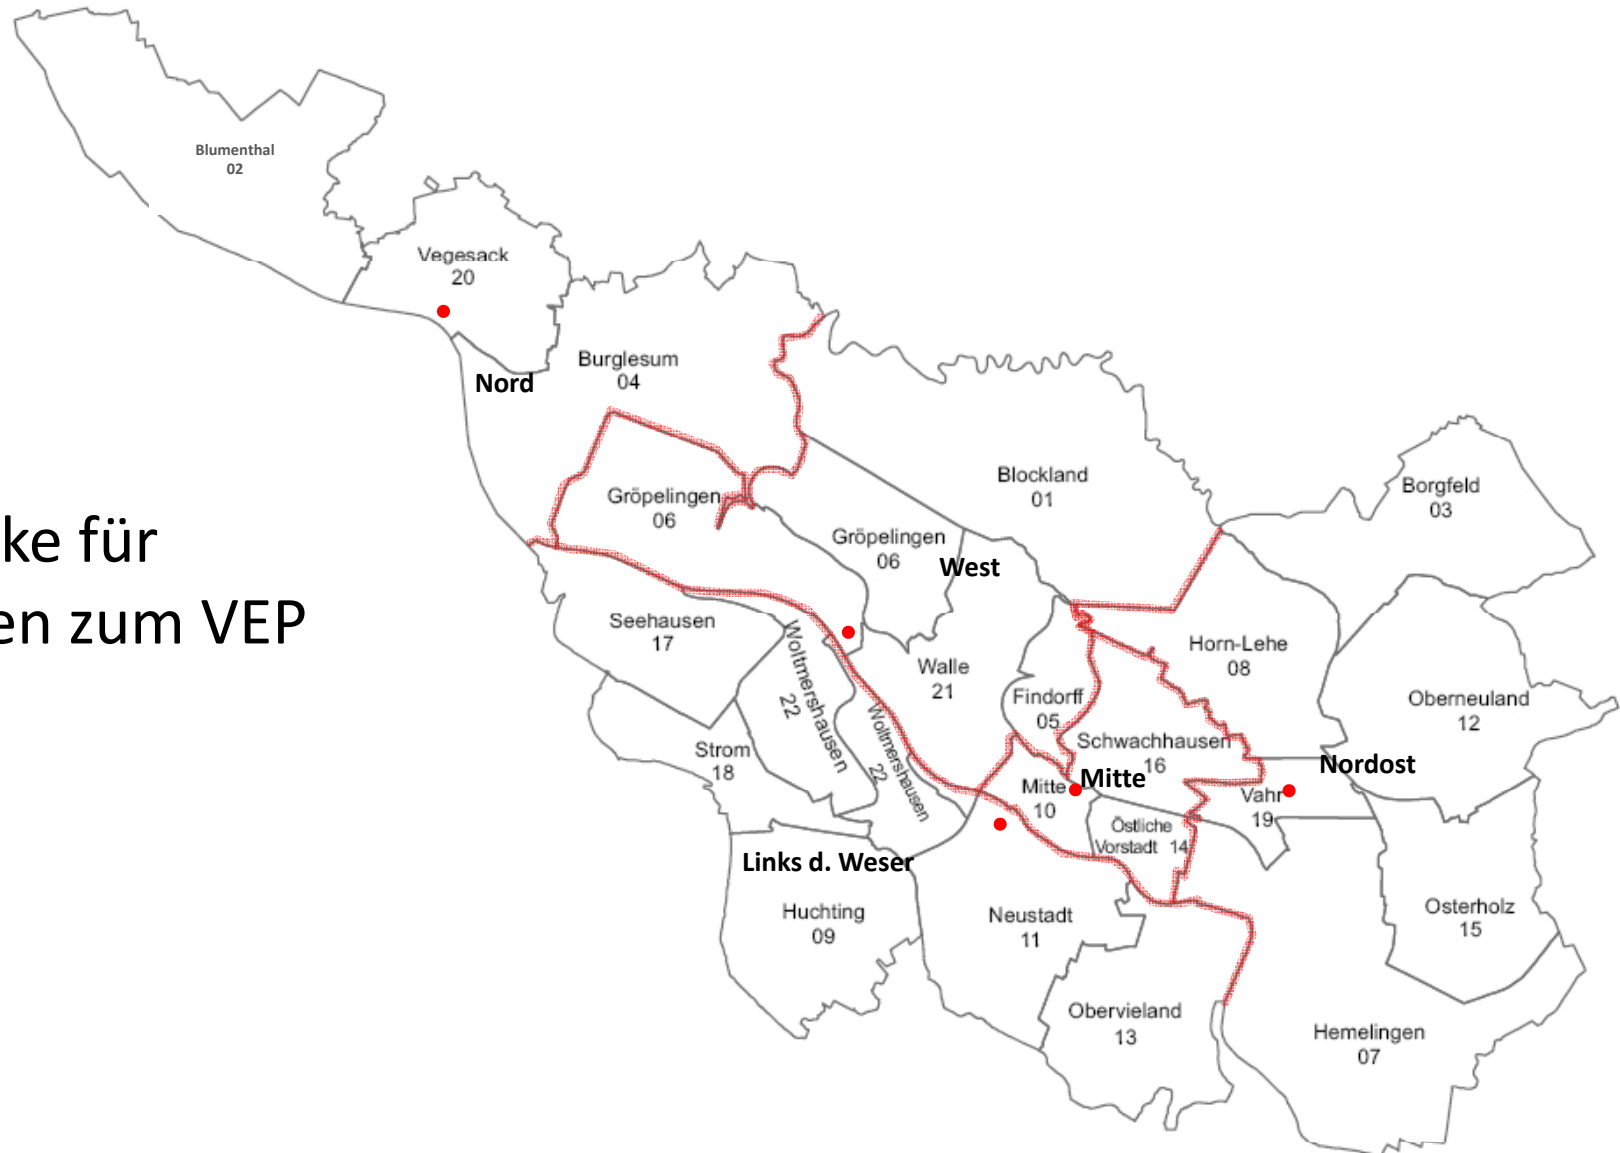 Blumenthal
02
Vegesack
20
Nord
Burglesum
04
Gröpelingen
06
Gröpelingen
06
West
Blockland
01
Borgfeld
03
ke für
en zum VEP
Seehausen
17
Woltmershausen
22
Woltmershausen
22
Walle
21
Findorff
05
Horn-Lehe
08
Oberneuland
12
Strom
18
Schwachhausen
16
Mitte
10
Mitte
Nordost
Vahr
19
Östliche
Vorstadt 14
Links d. Weser
Huchting
09
Neustadt
11
Osterholz
15
Obervieland
13
Hemelingen
07